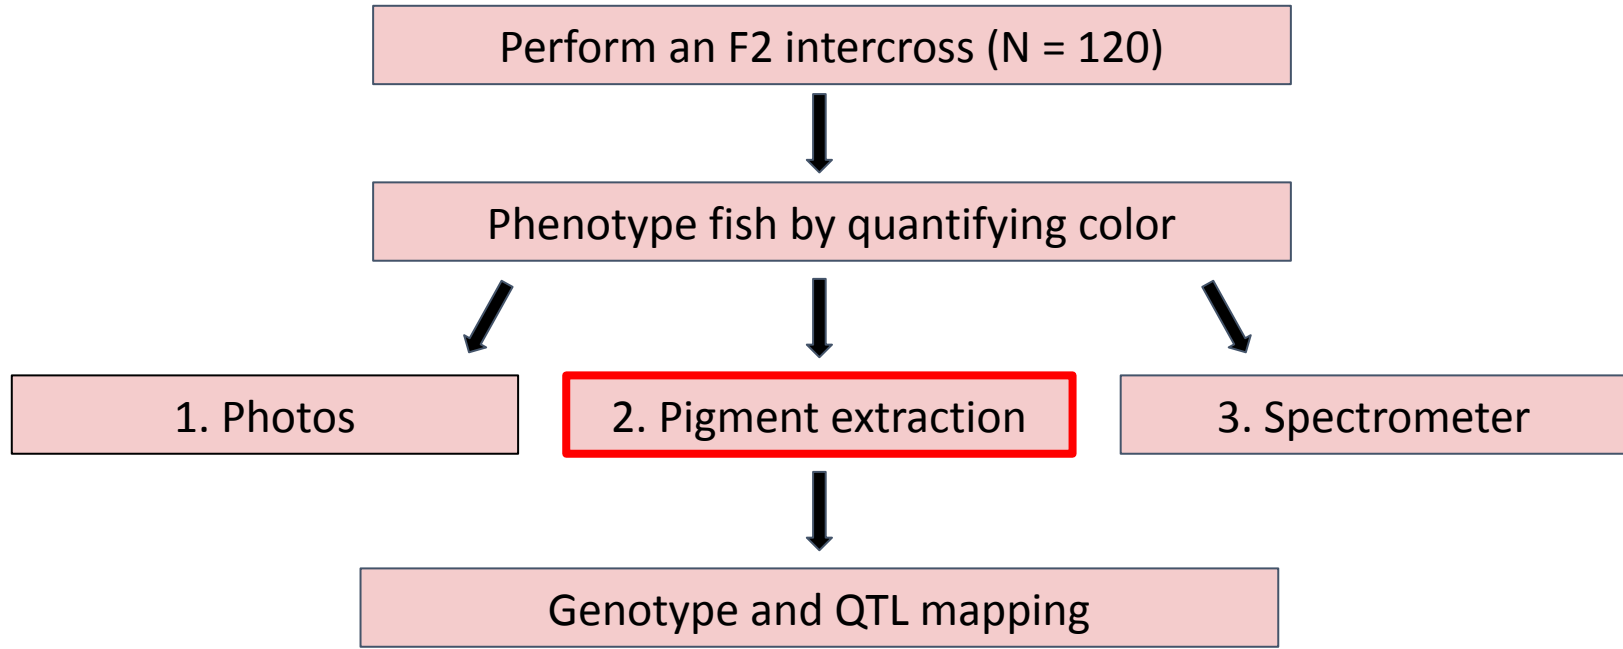 Perform an F2 intercross (N = 120)
Phenotype fish by quantifying color
1. Photos
2. Pigment extraction
3. Spectrometer
Genotype and QTL mapping